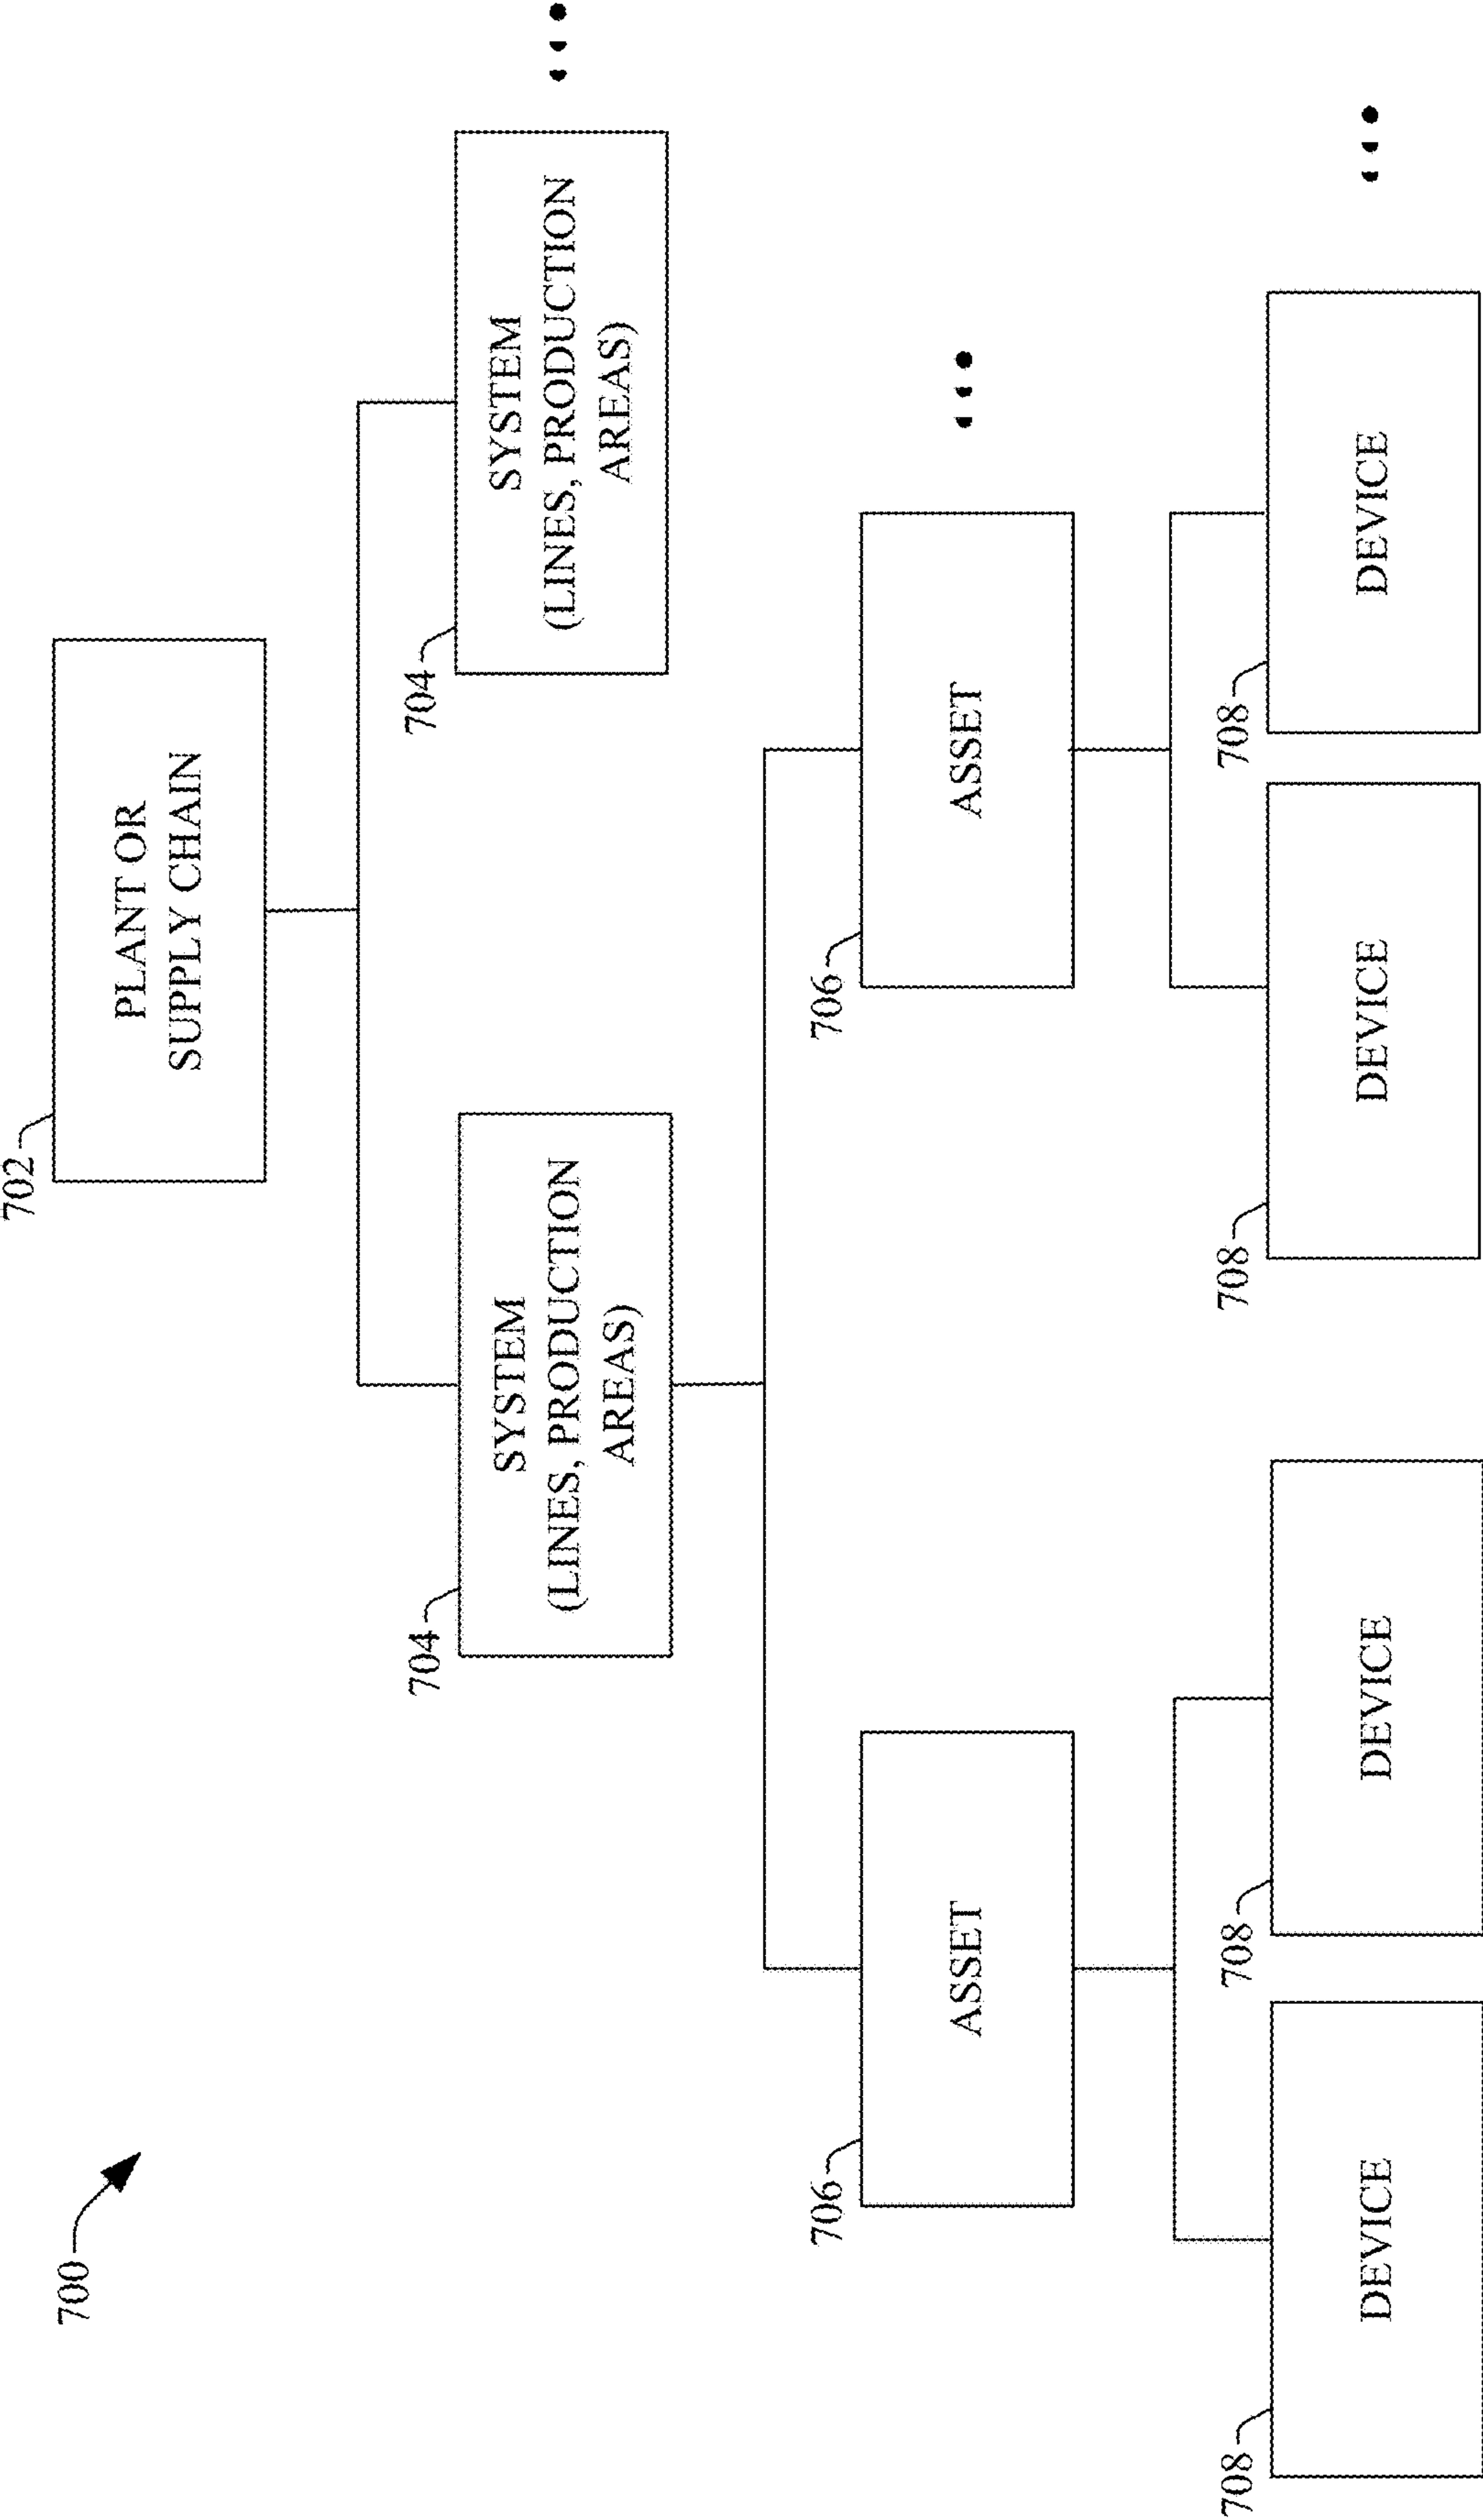 700
702
PLANT OR
SUPPLY CHAIN
704
SYSTEM
(LINES, PRODUCTION
AREAS)
704
SYSTEM
(LINES, PRODUCTION
AREAS)
706
ASSET
706
ASSET
708
DEVICE
708
DEVICE
708
DEVICE
708
DEVICE